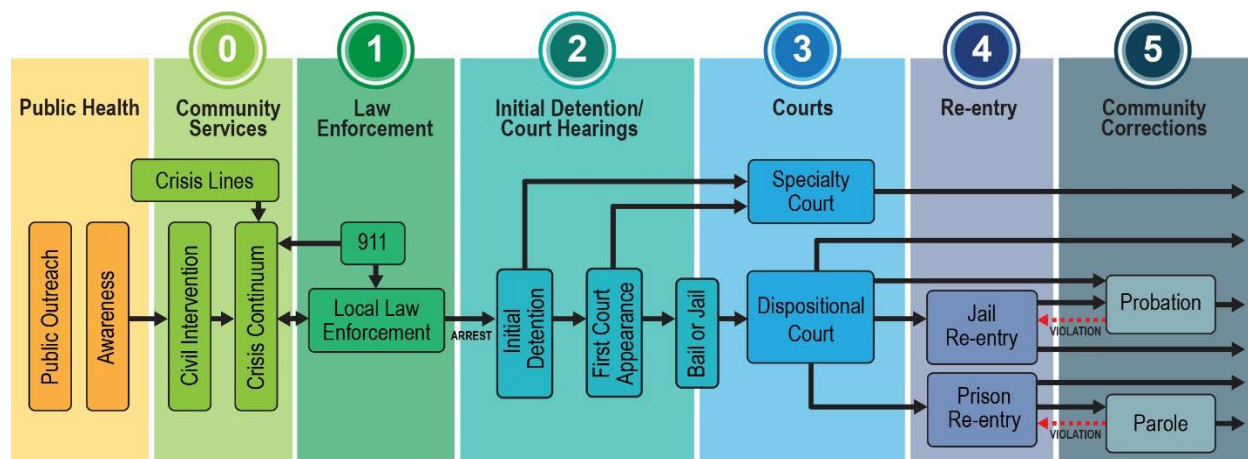 0
1
2
3
4
5
Public Health
Community
Services
Law
Enforcement
Initial Detention/
Court Hearings
Courts
Re-entry
Community
Corrections
Crisis Lines
Public Outreach
Awareness
Civil Intervention
Crisis Continuum
911
Local Law
Enforcement
ARREST
Initial
Detention
First Court
Appearance
Bail or Jail
Specialty
Court
Dispositional
Court
Jail
Re-entry
Prison
Re-entry
VIOLATION
Probation
VIOLATION
Parole